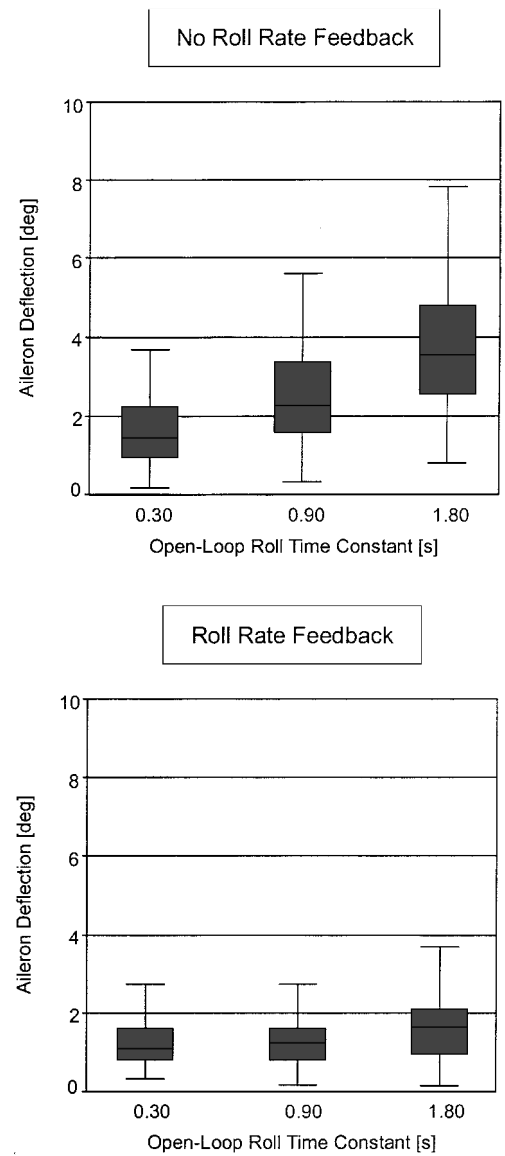 No Roll Rate Feedback
10
8
6
4
2
0
Aileron Deflection [deg]
0.30 0.90 1.80
Open-Loop Roll Time Constant [s]
Roll Rate Feedback
10
8
6
4
2
0
Aileron Deflection [deg]
0.30 0.90 1.80
Open-Loop Roll Time Constant [s]